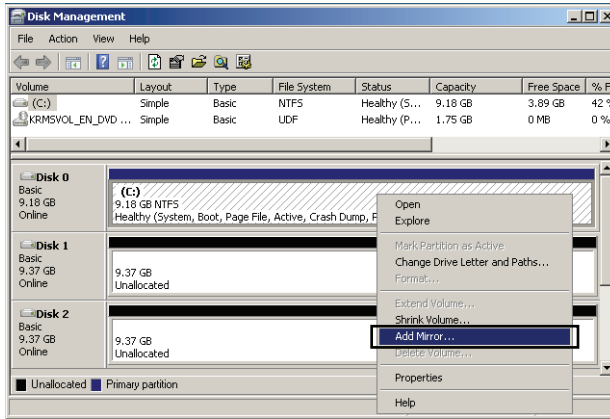 Disk Management
File Action View Help
Volume Layout Type File System Status Capacity Free Space % F
(C:) Simple Basic NTFS Healthy (S... 9.18 GB 3.89 GB 42 %
KRMSVOL_EN_DVD ... Simple Basic UDF Healthy (P... 1.75 GB 0 MB 0 %
Disk 0
Basic
9.18 GB
Online
(C:)
9.18 GB NTFS
Healthy (System, Boot, Page File, Active, Crash Dump, P
Disk 1
Basic
9.37 GB
Online
9.37 GB
Unallocated
Disk 2
Basic
9.37 GB
Online
9.37 GB
Unallocated
Open
Explore
Mark Partition as Active
Change Drive Letter and Paths...
Format...
Extend Volume...
Shrink Volume...
Add Mirror...
Delete Volume...
Properties
Help
Unallocated Primary partition